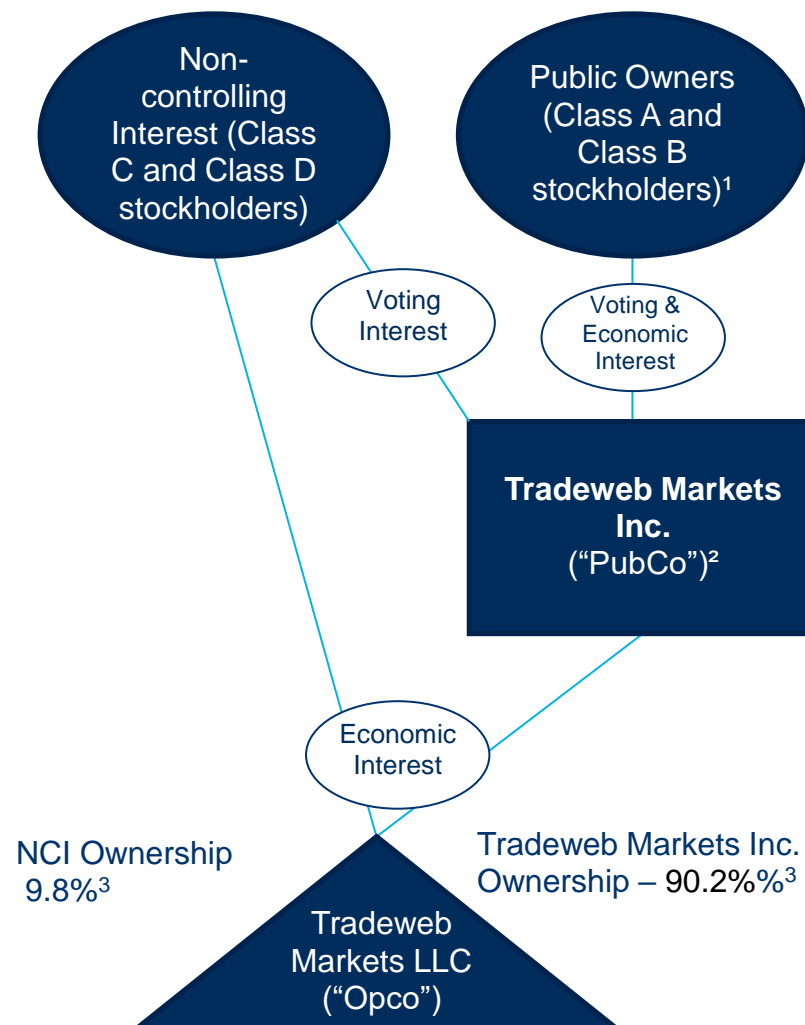 Non-
controlling
Interest (Class
C and Class D
stockholders)
Public Owners
(Class A and
Class B
stockholders)¹
Voting
Interest
Voting &
Economic
Interest
Tradeweb Markets
Inc.
(“PubCo”)²
Economic
Interest
NCI Ownership
9.8%³
Tradeweb Markets Inc.
Ownership – 90.2%%³
Tradeweb
Markets LLC
(“Opco”)